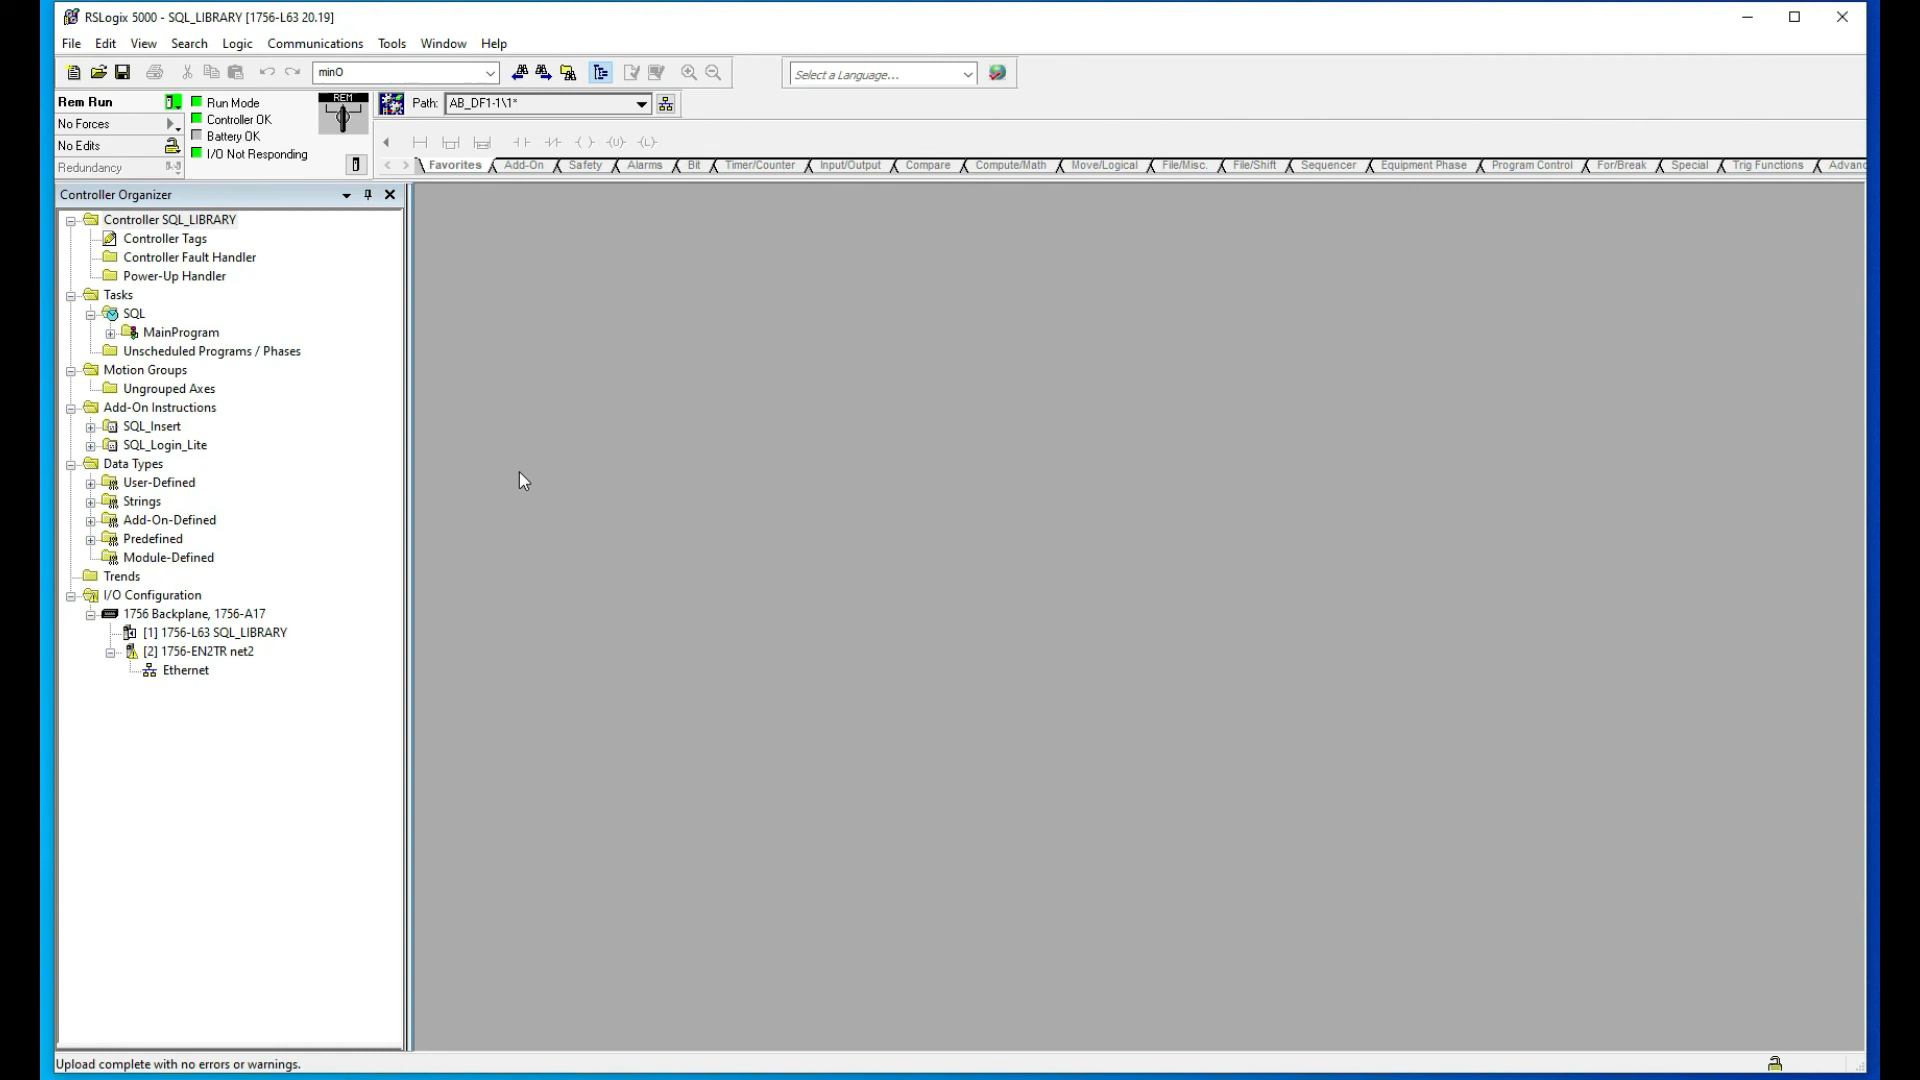 RSLogix 5000 - SQL_LIBRARY [1756-L63 20.19]
File Edit View Search Logic Communications Tools Window Help
minO
Select a Language...
Rem Run
No Forces
No Edits
Redundancy
Run Mode
Controller OK
Battery OK
I/O Not Responding
REM
Path: AB_DF1-1\1*
Favorites Add-On Safety Alarms Bit Timer/Counter Input/Output Compare Compute/Math Move/Logical File/Misc. File/Shift Sequencer Equipment Phase Program Control For/Break Special Trig Functions Advanc
Controller Organizer
Controller SQL_LIBRARY
Controller Tags
Controller Fault Handler
Power-Up Handler
Tasks
SQL
MainProgram
Unscheduled Programs / Phases
Motion Groups
Ungrouped Axes
Add-On Instructions
SQL_Insert
SQL_Login_Lite
Data Types
User-Defined
Strings
Add-On-Defined
Predefined
Module-Defined
Trends
I/O Configuration
1756 Backplane, 1756-A17
[1] 1756-L63 SQL_LIBRARY
[2] 1756-EN2TR net2
Ethernet
Upload complete with no errors or warnings.